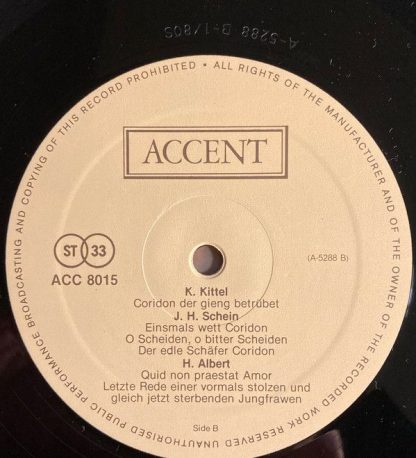 A-5288 B-1/80S
ALL RIGHTS OF THE MANUFACTURER AND OF THE OWNER OF THE RECORDED WORK RESERVED UNAUTHORISED PUBLIC PERFORMANCE BROADCASTING AND COPYING OF THIS RECORD PROHIBITED •
ACCENT
ST 33
ACC 8015
(A-5288 B)
K. Kittel
Coridon der gieng betrübet
J. H. Schein
Einsmals wett Coridon
O Scheiden, o bitter Scheiden
Der edle Schäfer Coridon
H. Albert
Quid non praestat Amor
Letzte Rede einer vormals stolzen und
gleich jetzt sterbenden Jungfrawen
Side B